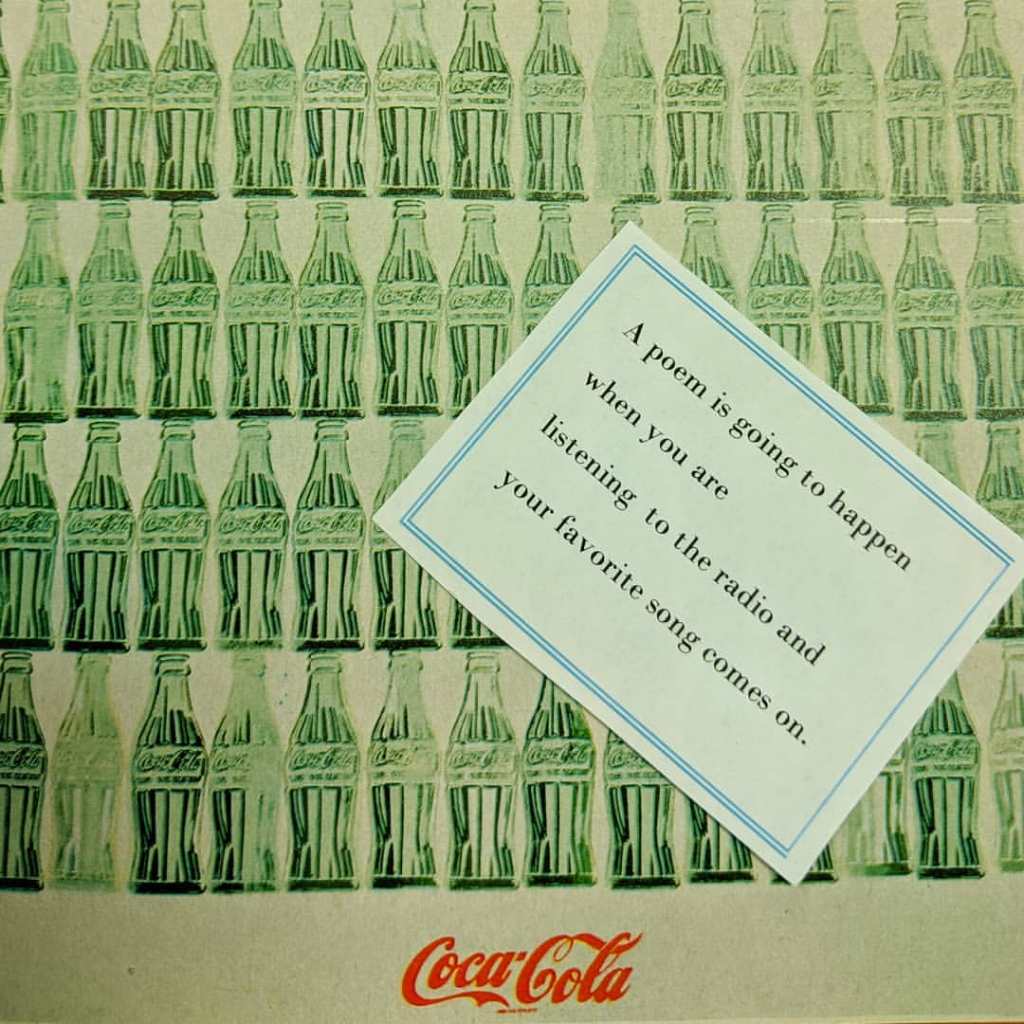 A poem is going to happen
when you are
listening to the radio and
your favorite song comes on.
Coca-Cola